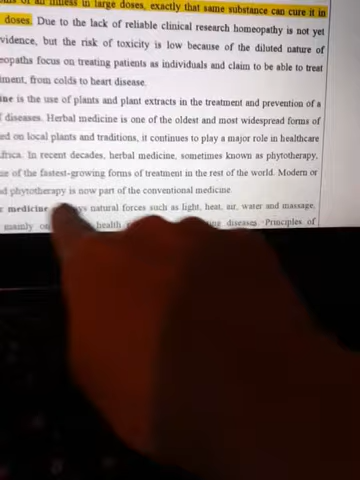 of an illness in large doses, exactly that same substance can cure it in
doses. Due to the lack of reliable clinical research homeopathy is not yet
vidence, but the risk of toxicity is low because of the diluted nature of
eopaths focus on treating patients as individuals and claim to be able to treat
iment, from colds to heart disease.
ine is the use of plants and plant extracts in the treatment and prevention of a
f diseases. Herbal medicine is one of the oldest and most widespread forms of
ed on local plants and traditions, it continues to play a major role in healthcare
frica. In recent decades, herbal medicine, sometimes known as phytotherapy,
ne of the fastest-growing forms of treatment in the rest of the world. Modern or
d phytotherapy is now part of the conventional medicine.
medicine ys natural forces such as light, heat, air, water and massage,
mainly on health diseases. Principles of